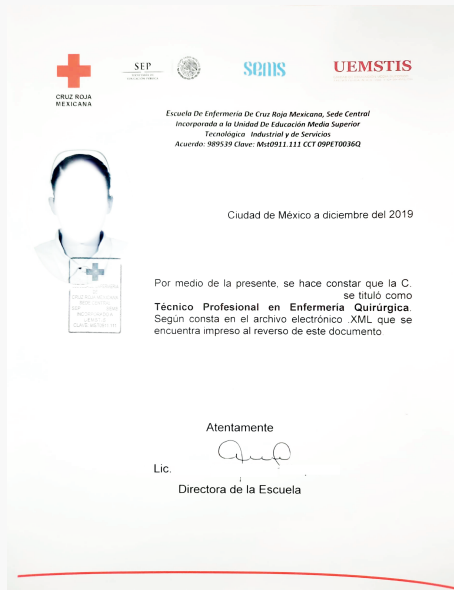 CRUZ ROJA
MEXICANA
SEP
sems
UEMSTIS
Escuela De Enfermería De Cruz Roja Mexicana, Sede Central
Incorporado a la Unidad De Educación Media Superior
Tecnológica Industrial y de Servicios
Acuerdo: 989539 Clave: Mst0911.111 CCT 09PET0036Q
Ciudad de México a diciembre del 2019
Por medio de la presente, se hace constar que la C.
se tituló como
Técnico Profesional en Enfermería Quirúrgica.
Según consta en el archivo electrónico .XML que se
encuentra impreso al reverso de este documento
Atentamente
Lic.
Directora de la Escuela